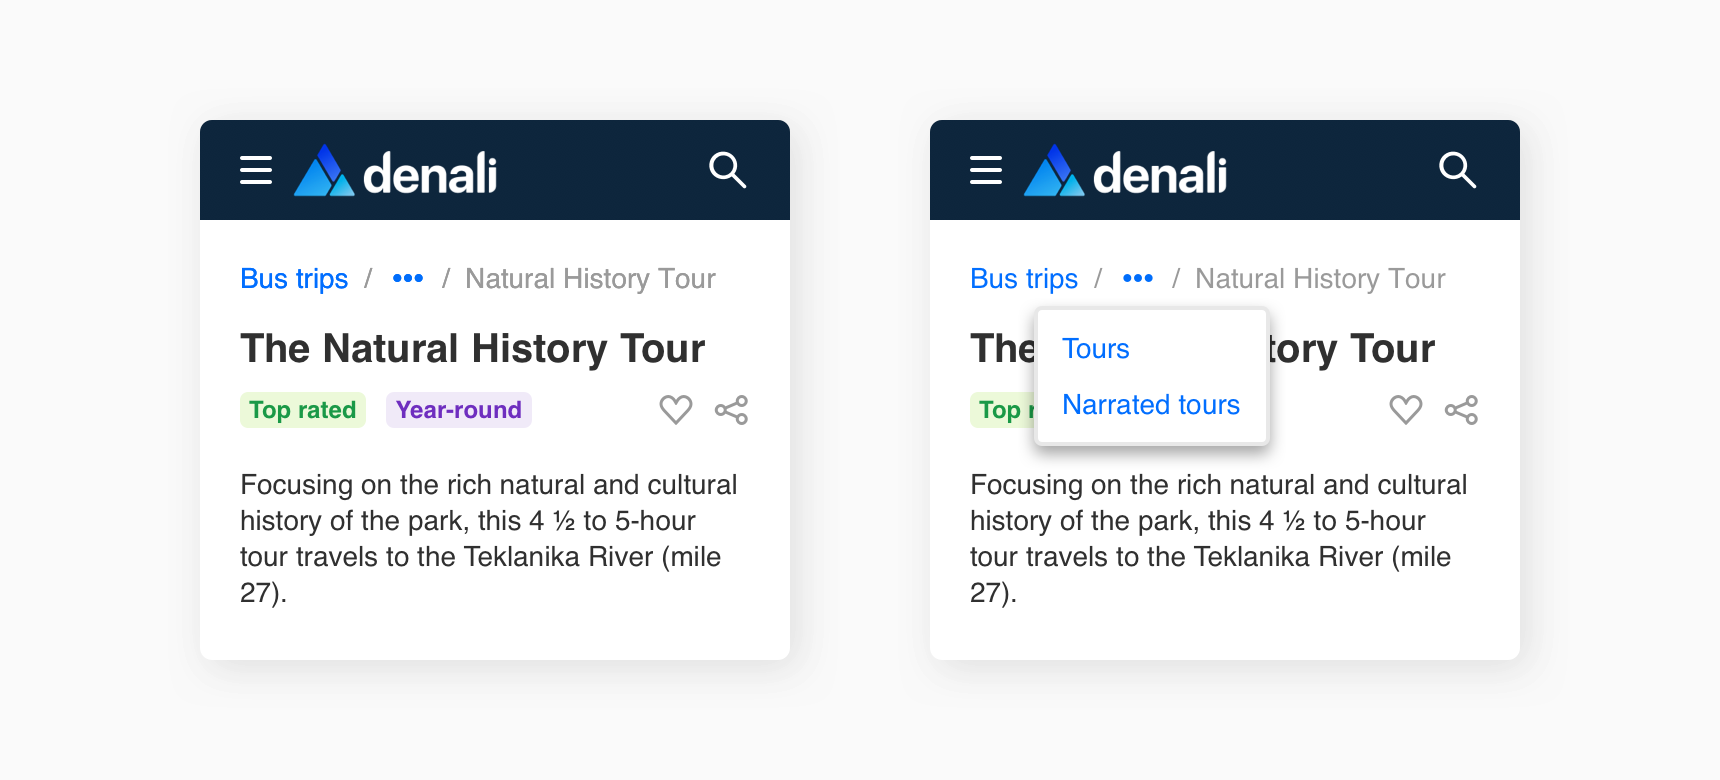 denali
Bus trips / ••• / Natural History Tour
The Natural History Tour
Top rated Year-round
Focusing on the rich natural and cultural
history of the park, this 4 ½ to 5-hour
tour travels to the Teklanika River (mile
27).
denali
Bus trips / ••• / Natural History Tour
The tory Tour
Tours
Top r
Narrated tours
Focusing on the rich natural and cultural
history of the park, this 4 ½ to 5-hour
tour travels to the Teklanika River (mile
27).